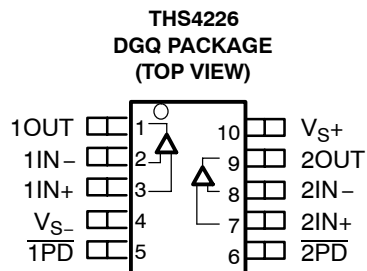 THS4226
DGQ PACKAGE
(TOP VIEW)
1OUT 1 10 VS+
1IN− 2 9 2OUT
1IN+ 3 8 2IN−
VS− 4 7 2IN+
1PD 5 6 2PD